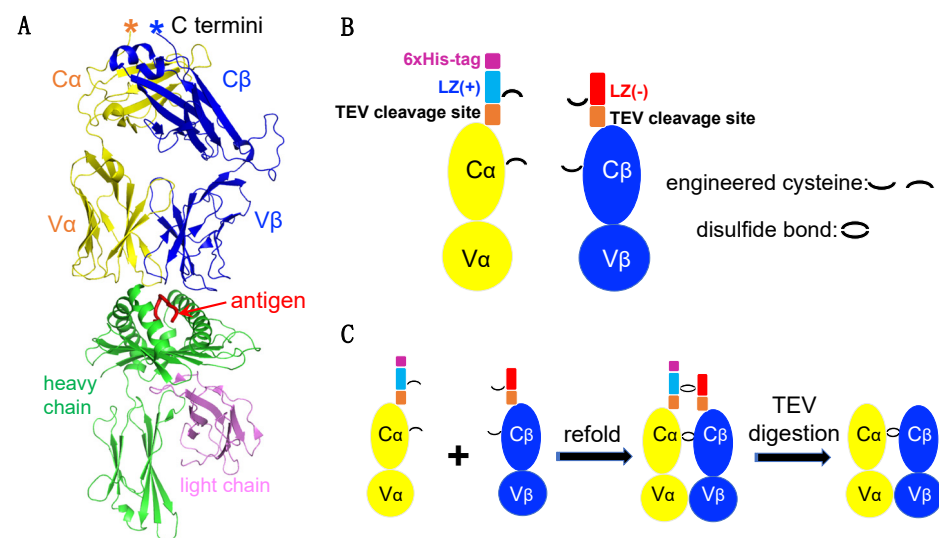 A
* * C termini
Cα
Cβ
Vα
Vβ
antigen
heavy
chain
light chain
B
6xHis-tag
LZ(+)
TEV cleavage site
LZ(-)
TEV cleavage site
Cα
Cβ
Vα
Vβ
engineered cysteine:
disulfide bond:
C
Cα
Vα
+
Cβ
Vβ
refold
Cα
Cβ
Vα
Vβ
TEV
digestion
Cα
Cβ
Vα
Vβ